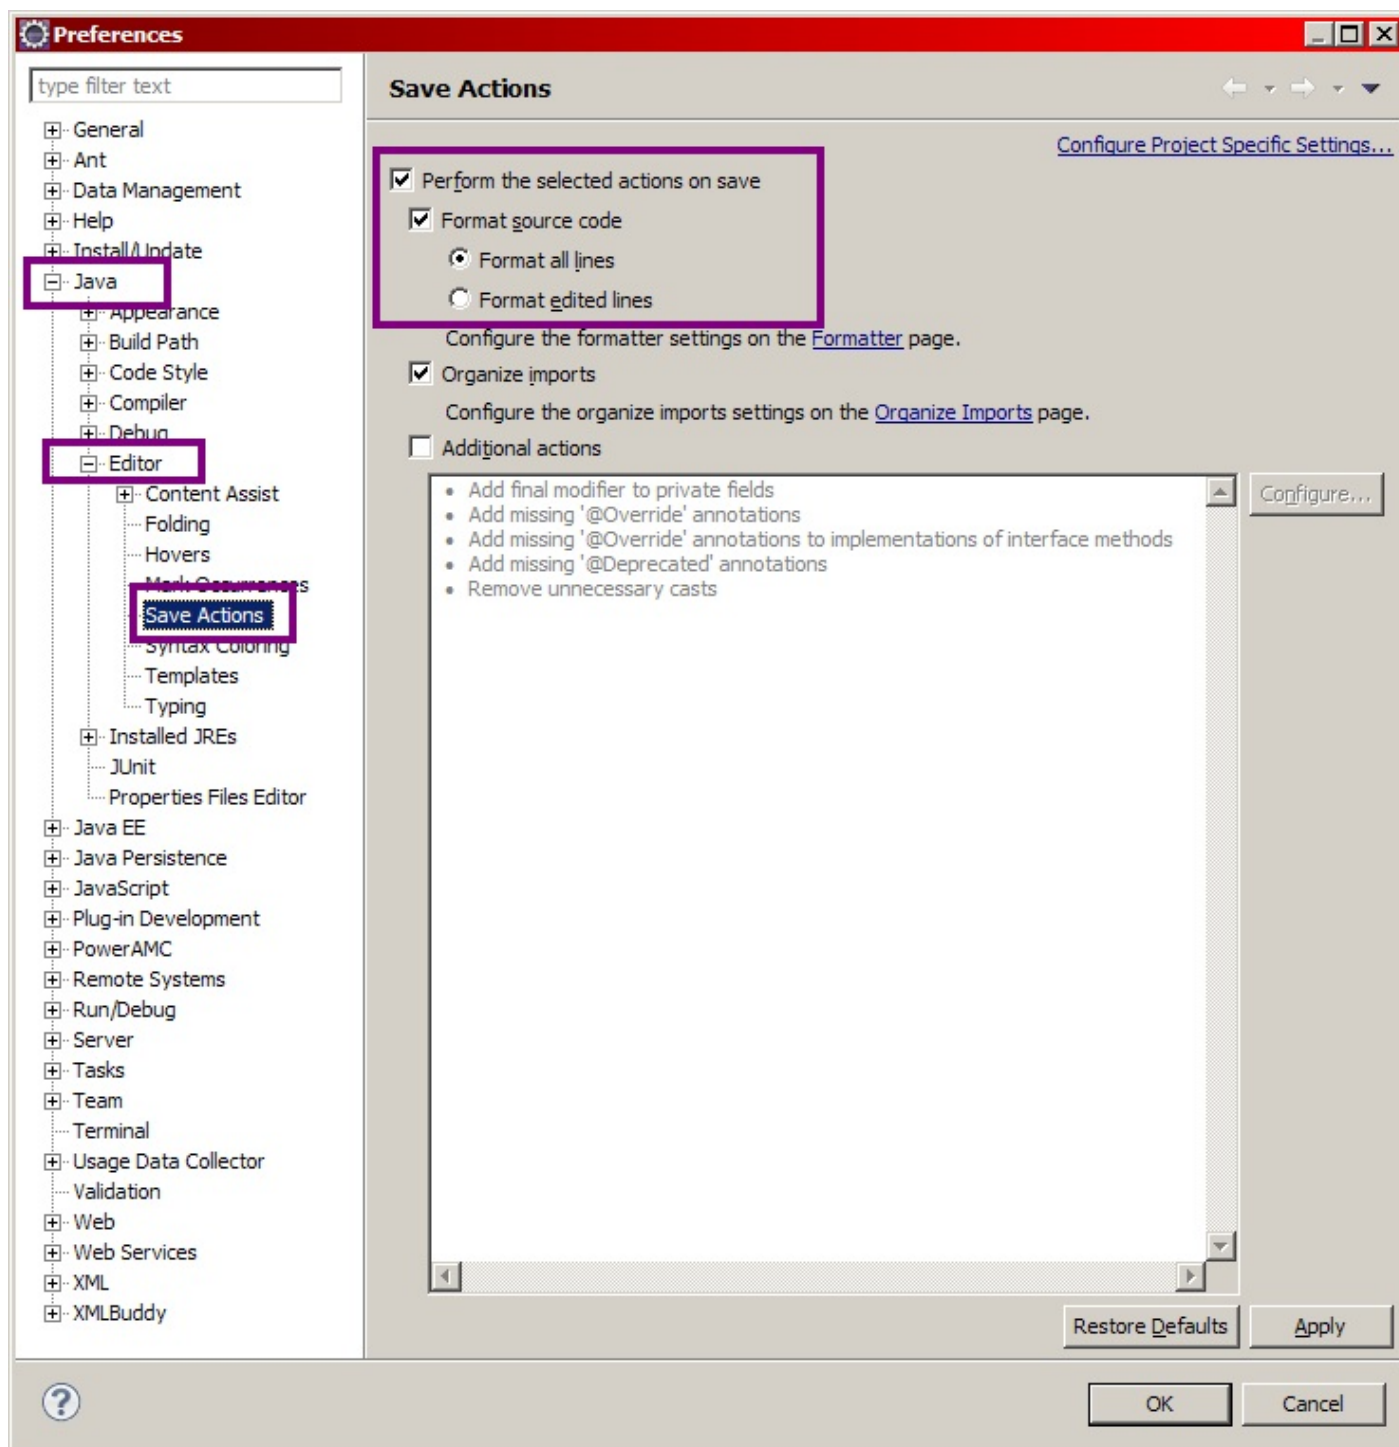 Preferences
type filter text
General
Ant
Data Management
Help
Install/Update
Java
Appearance
Build Path
Code Style
Compiler
Debug
Editor
Content Assist
Folding
Hovers
Mark Occurrences
Save Actions
Syntax Coloring
Templates
Typing
Installed JREs
JUnit
Properties Files Editor
Java EE
Java Persistence
JavaScript
Plug-in Development
PowerAMC
Remote Systems
Run/Debug
Server
Tasks
Team
Terminal
Usage Data Collector
Validation
Web
Web Services
XML
XMLBuddy
Save Actions
Configure Project Specific Settings...
Perform the selected actions on save
Format source code
Format all lines
Format edited lines
Configure the formatter settings on the Formatter page.
Organize imports
Configure the organize imports settings on the Organize Imports page.
Additional actions
• Add final modifier to private fields
• Add missing '@Override' annotations
• Add missing '@Override' annotations to implementations of interface methods
• Add missing '@Deprecated' annotations
• Remove unnecessary casts
Configure...
Restore Defaults
Apply
?
OK
Cancel